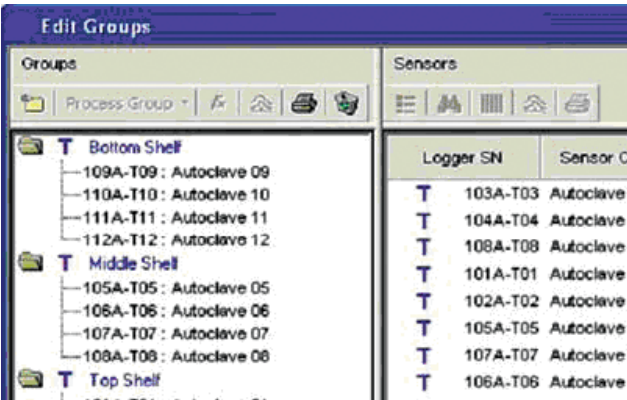 Edit Groups
Groups
Process Group
Bottom Shelf
109A-T09 : Autoclave 09
110A-T10 : Autoclave 10
111A-T11 : Autoclave 11
112A-T12 : Autoclave 12
Middle Shelf
105A-T05 : Autoclave 05
106A-T06 : Autoclave 06
107A-T07 : Autoclave 07
108A-T08 : Autoclave 08
Top Shelf
Sensors
Logger SN Sensor
103A-T03 Autoclave
104A-T04 Autoclave
108A-T08 Autoclave
101A-T01 Autoclave
102A-T02 Autoclave
105A-T05 Autoclave
107A-T07 Autoclave
106A-T06 Autoclave